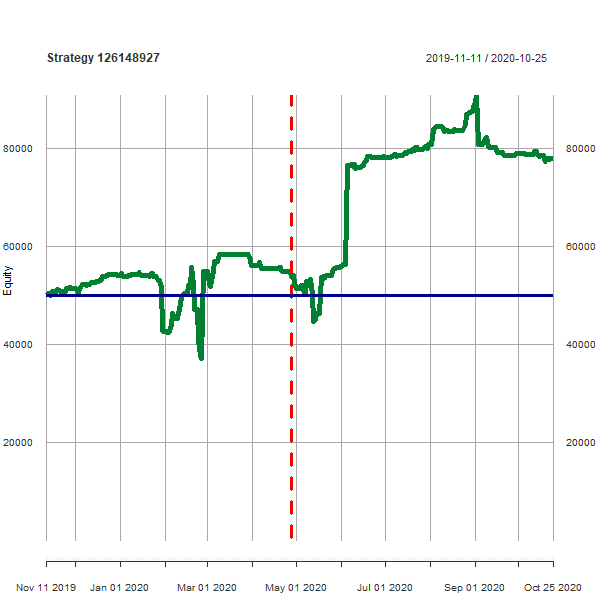 Strategy 126148927
2019-11-11 / 2020-10-25
80000
80000
60000
60000
Equity
40000
40000
20000
20000
Nov 11 2019
Jan 01 2020
Mar 01 2020
May 01 2020
Jul 01 2020
Sep 01 2020
Oct 25 2020